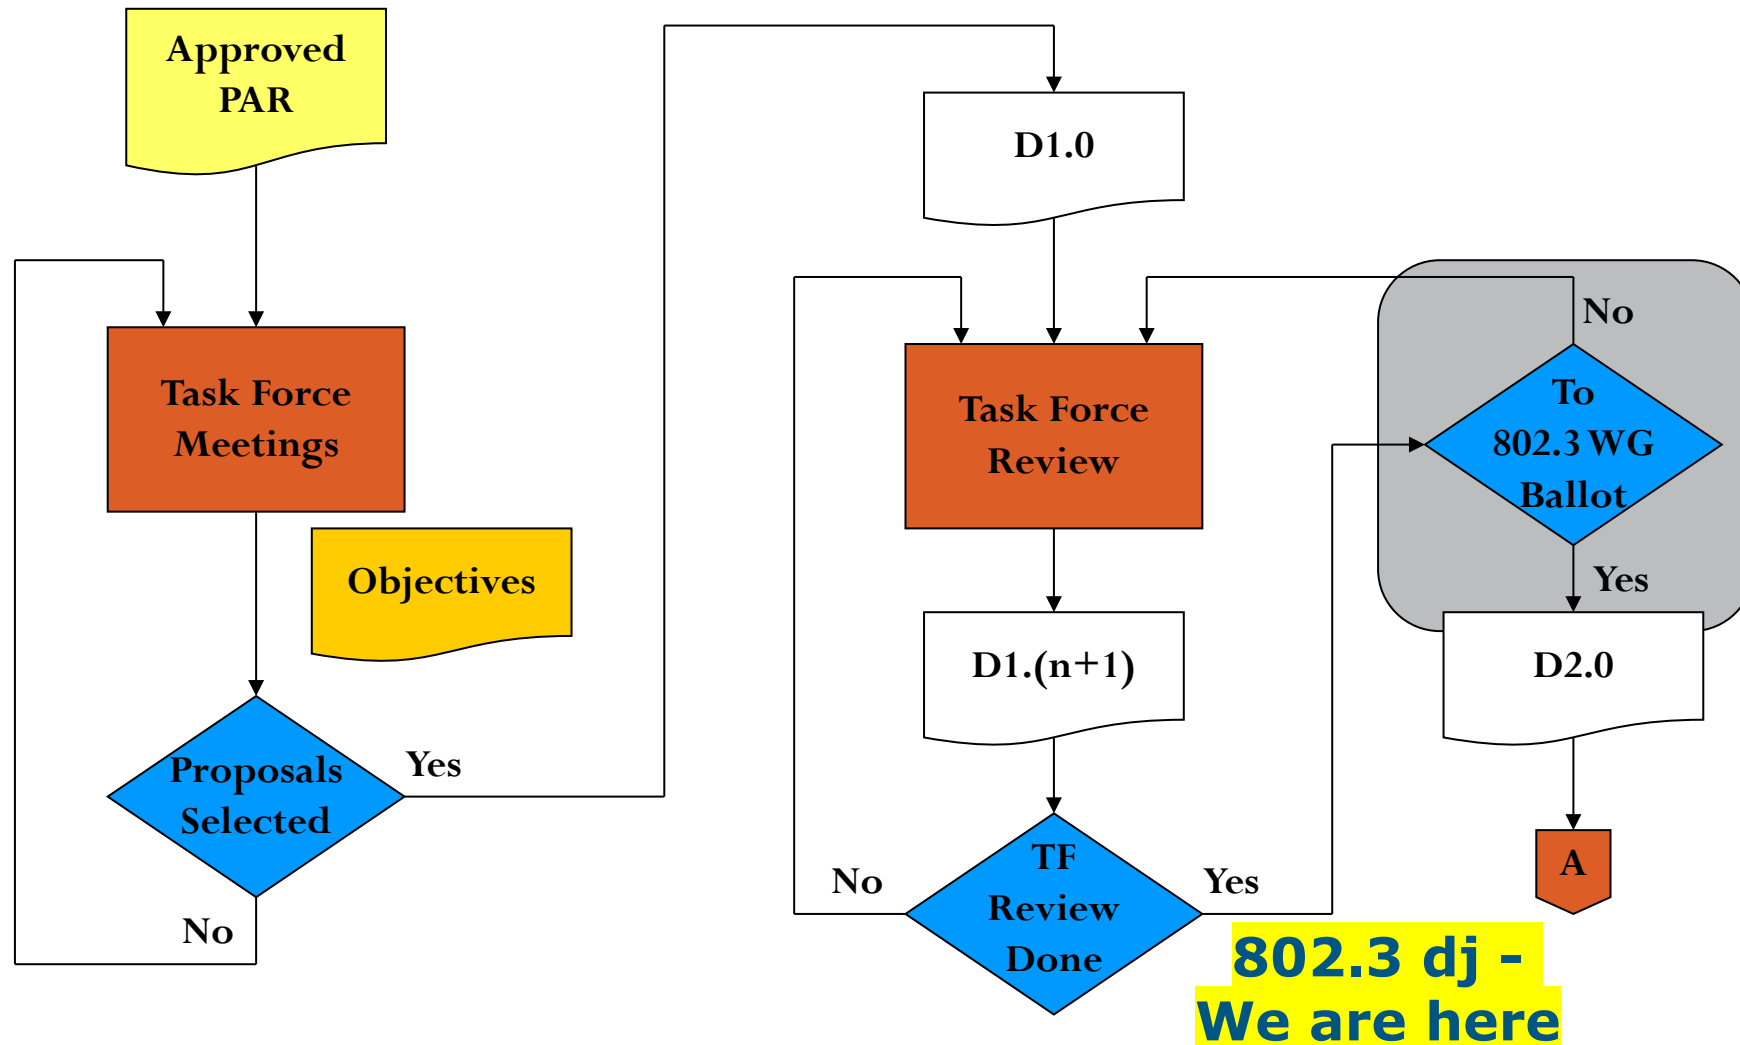 Approved
PAR
Task Force
Meetings
Objectives
Proposals
Selected
Yes
No
D1.0
Task Force
Review
D1.(n+1)
TF
Review
Done
No
Yes
To
802.3 WG
Ballot
No
Yes
D2.0
A
802.3 dj -
We are here